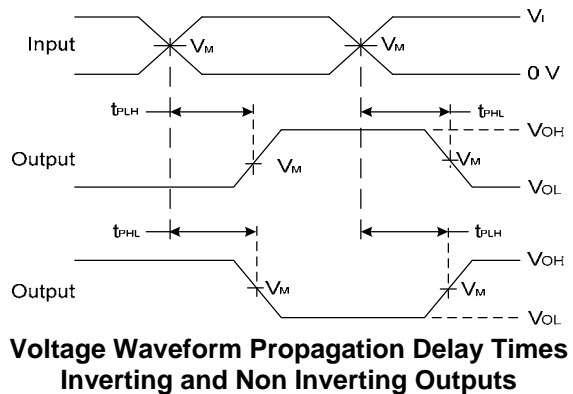 Vı
Input
VM
VM
0 V
tPLH
tPHL
VOH
Output
VM
VM
VOL
tPHL
tPLH
VOH
Output
VM
VM
VOL
Voltage Waveform Propagation Delay Times
Inverting and Non Inverting Outputs